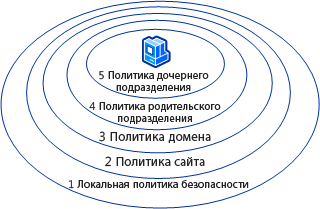 5 Политика дочернего
подразделения
4 Политика родительского
подразделения
3 Политика домена
2 Политика сайта
1 Локальная политика безопасности